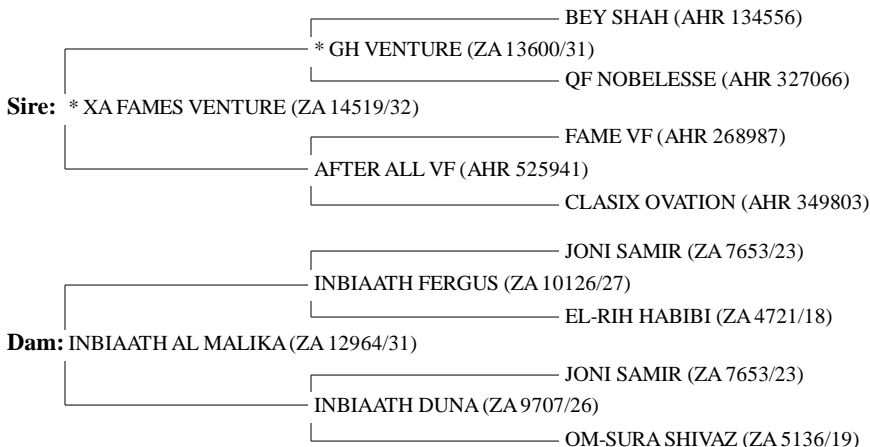 BEY SHAH (AHR 134556)
* GH VENTURE (ZA 13600/31)
QF NOBELESSE (AHR 327066)
Sire: * XA FAMES VENTURE (ZA 14519/32)
FAME VF (AHR 268987)
AFTER ALL VF (AHR 525941)
CLASIX OVATION (AHR 349803)
JONI SAMIR (ZA 7653/23)
INBIAATH FERGUS (ZA 10126/27)
EL-RIH HABIBI (ZA 4721/18)
Dam: INBIAATH AL MALIKA (ZA 12964/31)
JONI SAMIR (ZA 7653/23)
INBIAATH DUNA (ZA 9707/26)
OM-SURA SHIVAZ (ZA 5136/19)